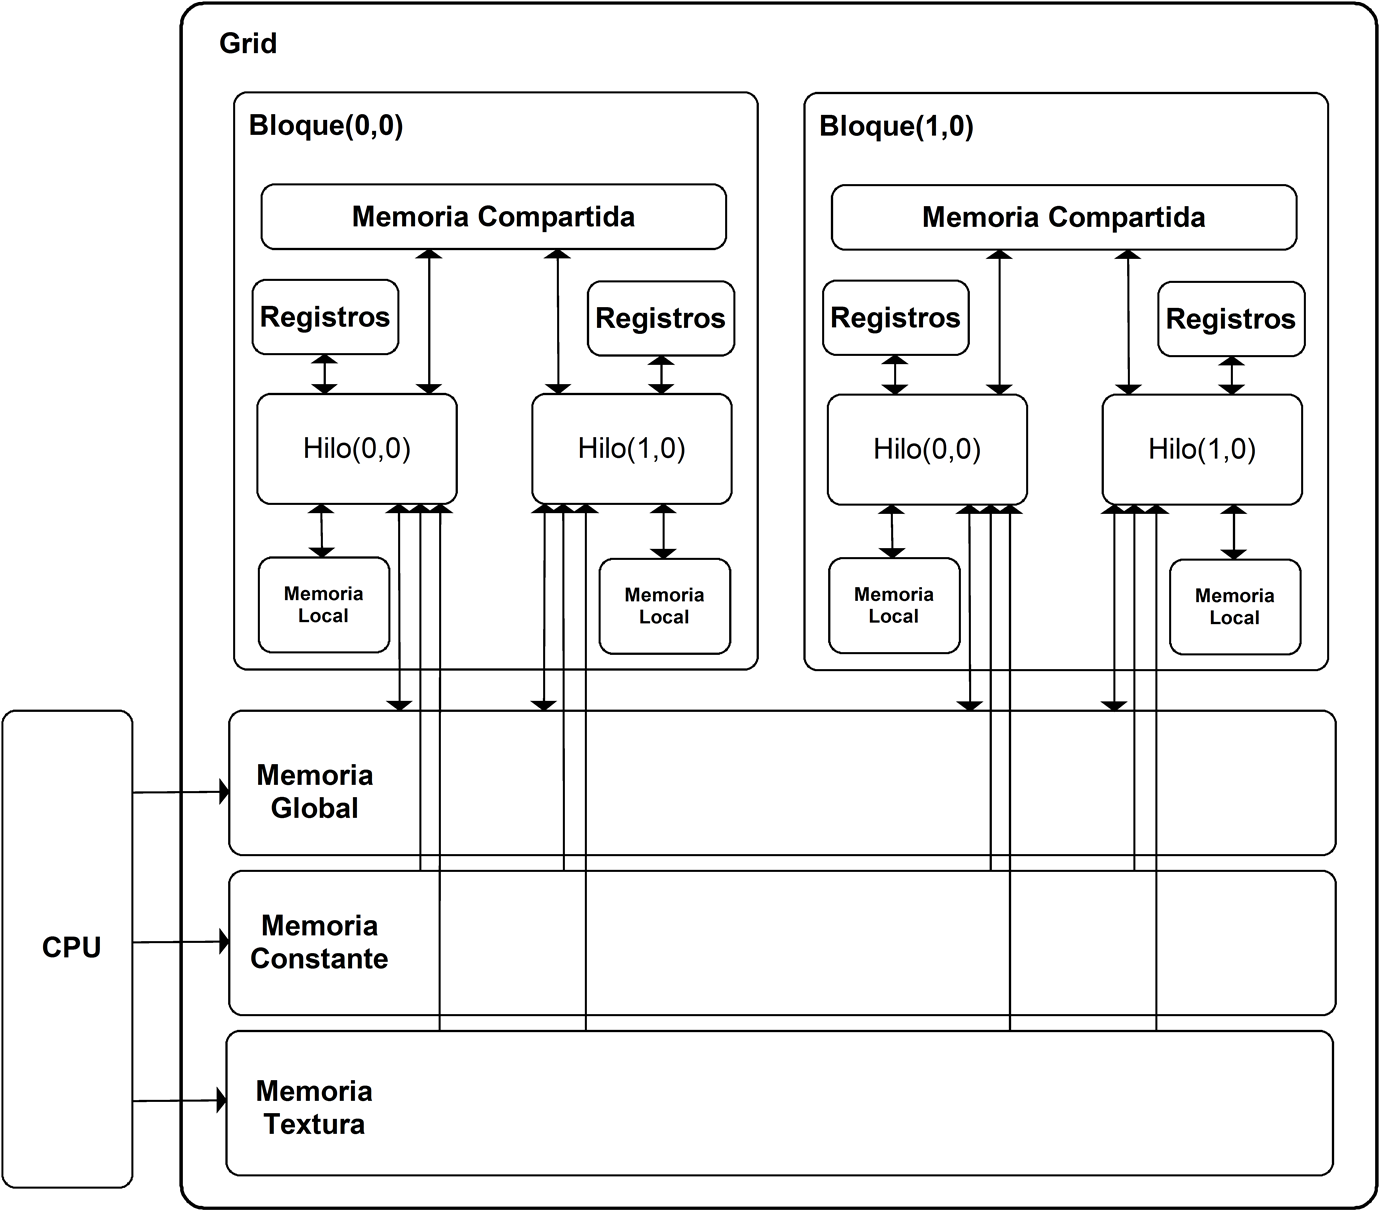 Grid
Bloque(0,0)
Memoria Compartida
Registros
Registros
Hilo(0,0)
Hilo(1,0)
Memoria
Local
Memoria
Local
Bloque(1,0)
Memoria Compartida
Registros
Registros
Hilo(0,0)
Hilo(1,0)
Memoria
Local
Memoria
Local
CPU
Memoria
Global
Memoria
Constante
Memoria
Textura